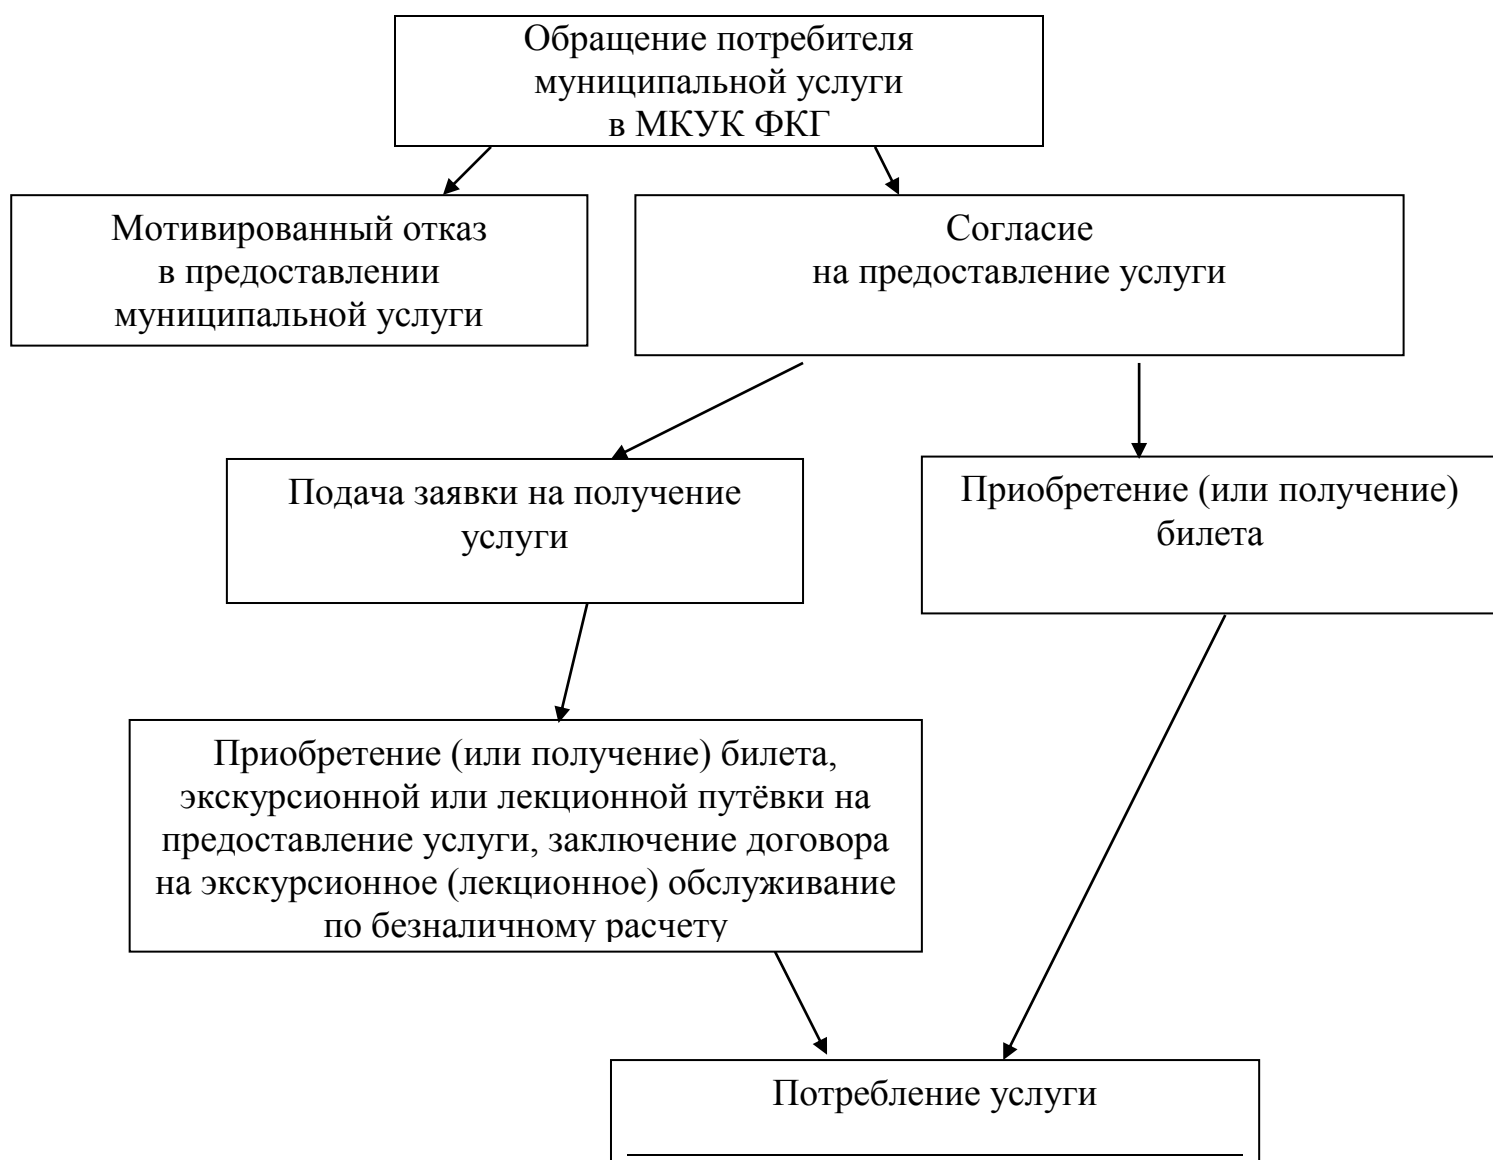 Обращение потребителя
муниципальной услуги
в МКУК ФКГ
Мотивированный отказ
в предоставлении
муниципальной услуги
Согласие
на предоставление услуги
Подача заявки на получение
услуги
Приобретение (или получение)
билета
Приобретение (или получение) билета,
экскурсионной или лекционной путёвки на
предоставление услуги, заключение договора
на экскурсионное (лекционное) обслуживание
по безналичному расчету
Потребление услуги